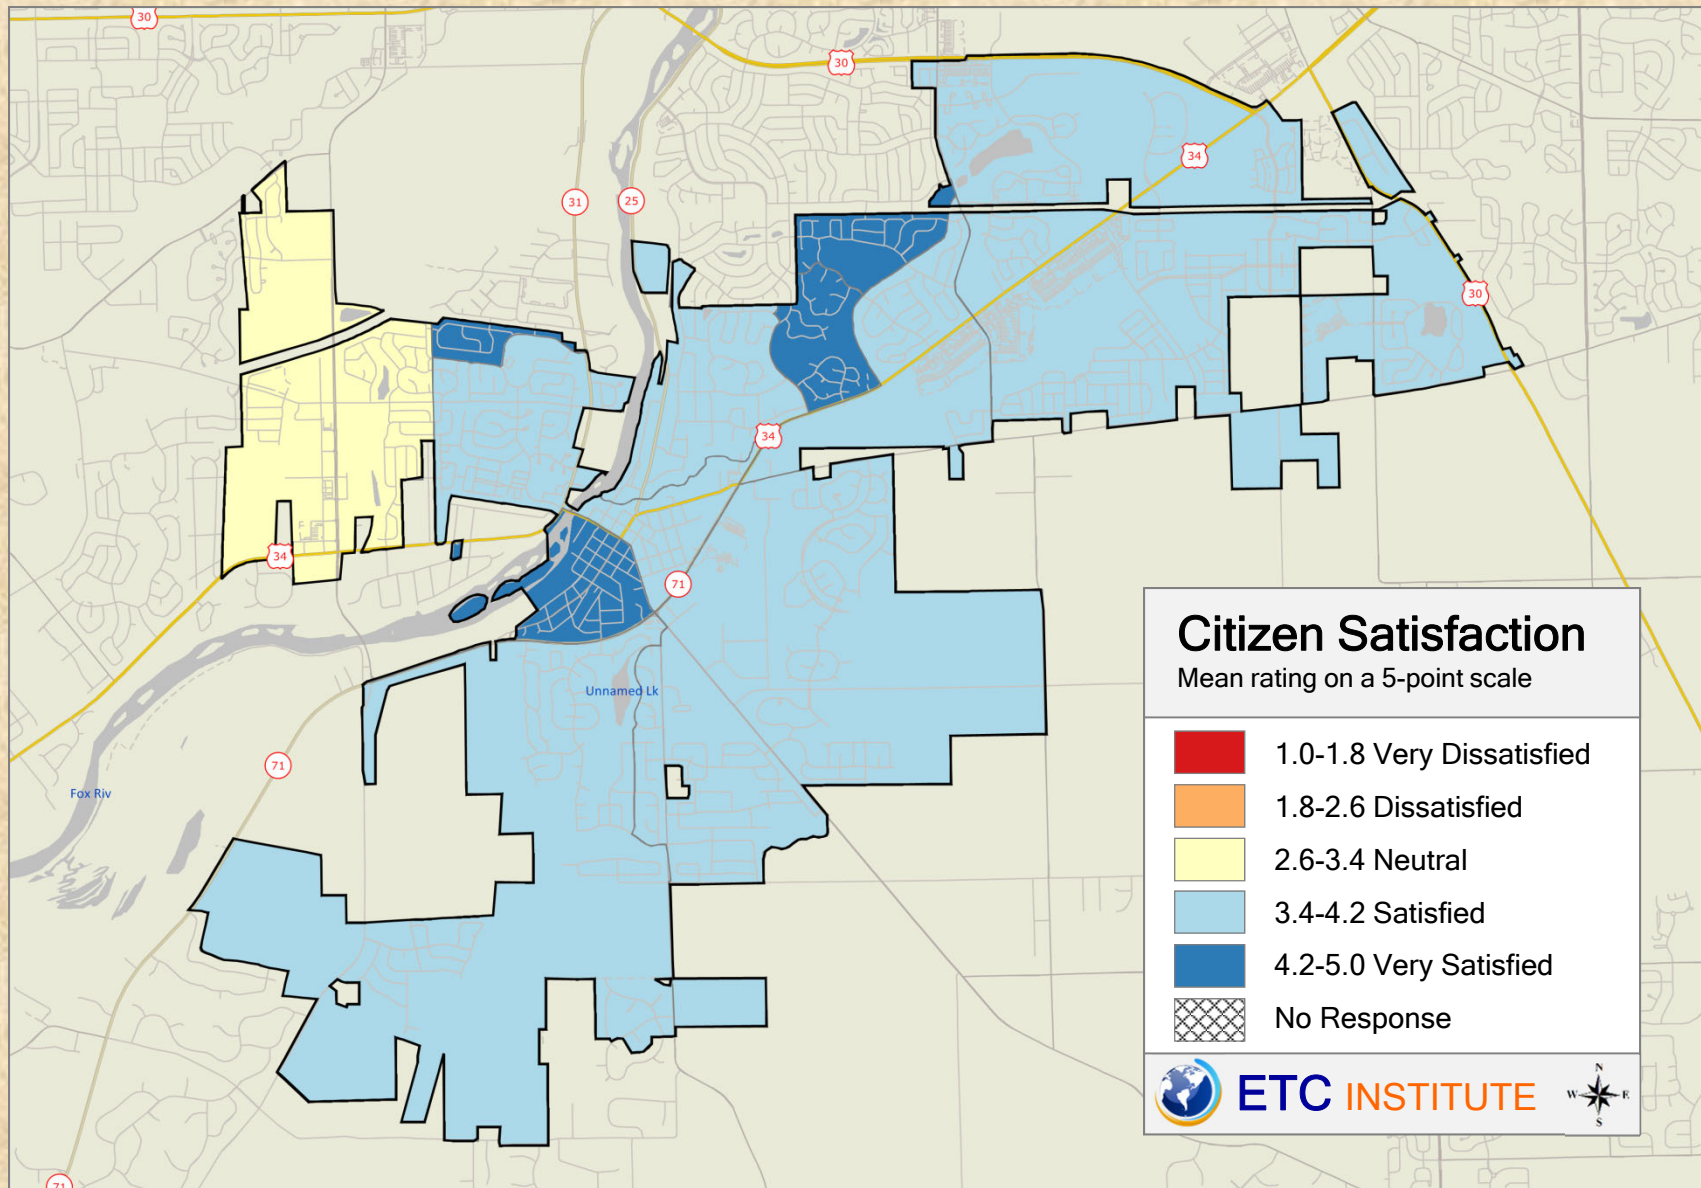 30
30
34
31
25
30
34
34
71
Unnamed Lk
71
Fox Riv
71
Citizen Satisfaction
Mean rating on a 5-point scale
1.0-1.8 Very Dissatisfied
1.8-2.6 Dissatisfied
2.6-3.4 Neutral
3.4-4.2 Satisfied
4.2-5.0 Very Satisfied
No Response
ETC INSTITUTE
N
W E
S